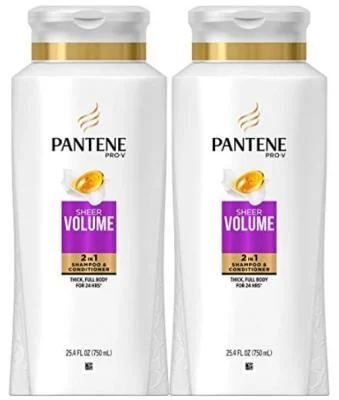 PANTENE
PRO-V
SHEER
VOLUME
2 IN 1
SHAMPOO &
CONDITIONER
THICK, FULL BODY
FOR 24 HRS*
25.4 FL OZ (750 mL)
PANTENE
PRO-V
SHEER
VOLUME
2 IN 1
SHAMPOO &
CONDITIONER
THICK, FULL BODY
FOR 24 HRS*
25.4 FL OZ (750 mL)